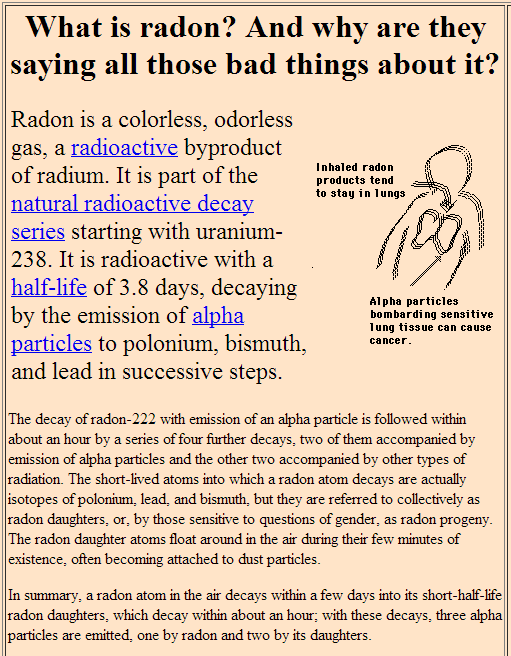 What is radon? And why are they
saying all those bad things about it?
Radon is a colorless, odorless
gas, a radioactive byproduct
of radium. It is part of the
natural radioactive decay
series starting with uranium-
238. It is radioactive with a
half-life of 3.8 days, decaying
by the emission of alpha
particles to polonium, bismuth,
and lead in successive steps.
Inhaled radon
products tend
to stay in lungs
Alpha particles
bombarding sensitive
lung tissue can cause
cancer.
The decay of radon-222 with emission of an alpha particle is followed within
about an hour by a series of four further decays, two of them accompanied by
emission of alpha particles and the other two accompanied by other types of
radiation. The short-lived atoms into which a radon atom decays are actually
isotopes of polonium, lead, and bismuth, but they are referred to collectively as
radon daughters, or, by those sensitive to questions of gender, as radon progeny.
The radon daughter atoms float around in the air during their few minutes of
existence, often becoming attached to dust particles.
In summary, a radon atom in the air decays within a few days into its short-half-life
radon daughters, which decay within about an hour; with these decays, three alpha
particles are emitted, one by radon and two by its daughters.